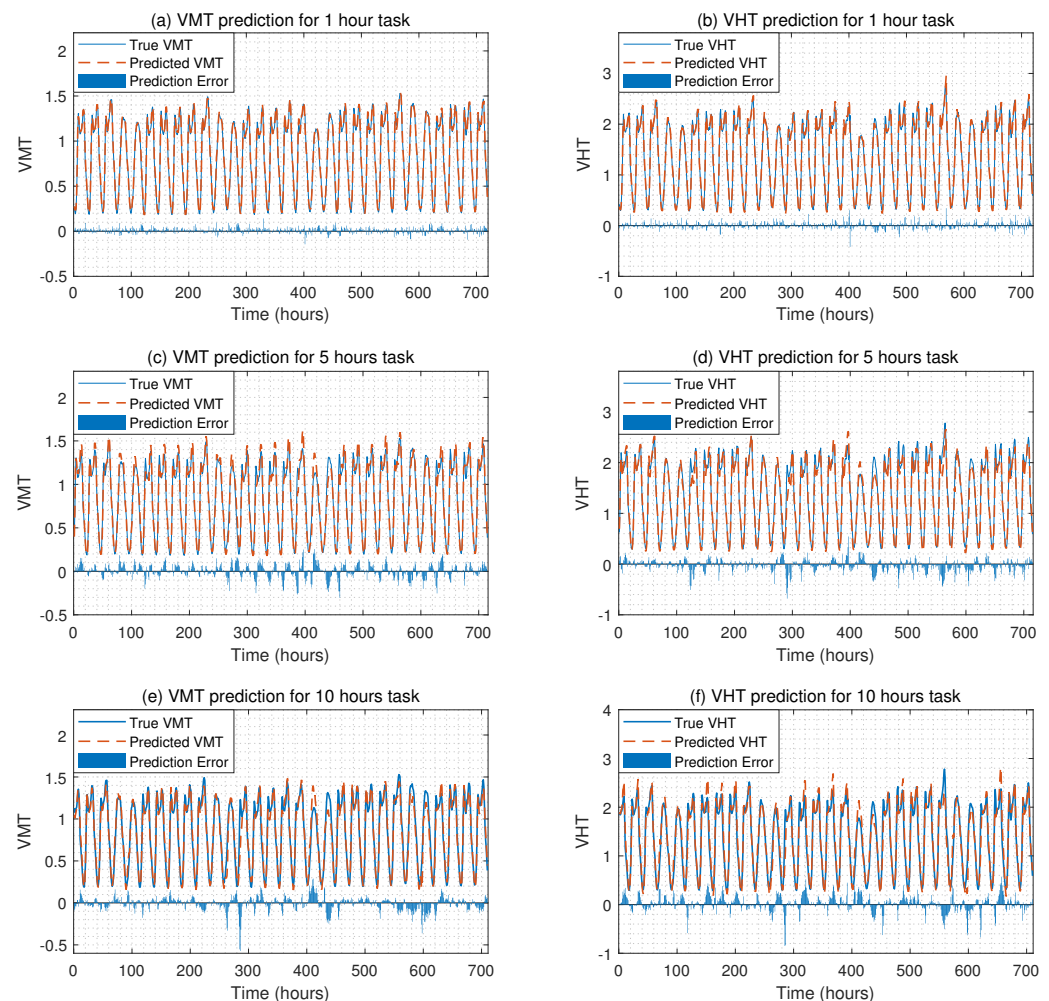 (a) VMT prediction for 1 hour task
True VMT
Predicted VMT
Prediction Error
2
1.5
1
0.5
0
-0.5
VMT
0 100 200 300 400 500 600 700
Time (hours)
(b) VHT prediction for 1 hour task
True VHT
Predicted VHT
Prediction Error
3
2
1
0
-1
VHT
0 100 200 300 400 500 600 700
Time (hours)
(c) VMT prediction for 5 hours task
True VMT
Predicted VMT
Prediction Error
2
1.5
1
0.5
0
-0.5
VMT
0 100 200 300 400 500 600 700
Time (hours)
(d) VHT prediction for 5 hours task
True VHT
Predicted VHT
Prediction Error
3
2
1
0
-1
VHT
0 100 200 300 400 500 600 700
Time (hours)
(e) VMT prediction for 10 hours task
True VMT
Predicted VMT
Prediction Error
2
1.5
1
0.5
0
-0.5
VMT
0 100 200 300 400 500 600 700
Time (hours)
(f) VHT prediction for 10 hours task
True VHT
Predicted VHT
Prediction Error
4
3
2
1
0
-1
VHT
0 100 200 300 400 500 600 700
Time (hours)